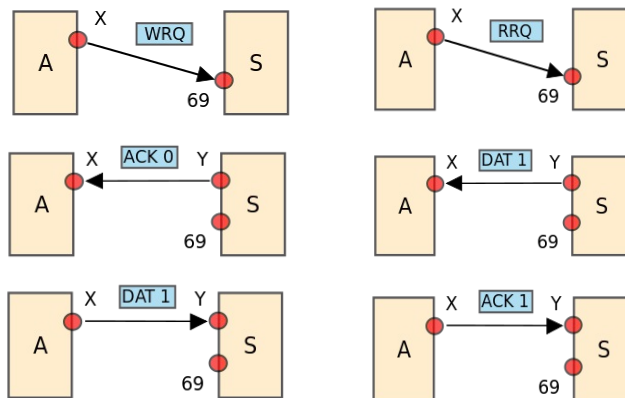 X WRQ
A S
69
X ACK 0 Y
A S
69
X DAT 1 Y
A S
69
X RRQ
A S
69
X DAT 1 Y
A S
69
X ACK 1 Y
A S
69